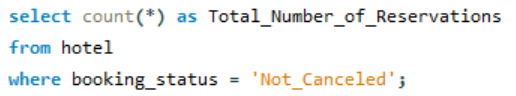 select count(*) as Total_Number_of_Reservations
from hotel
where booking_status = 'Not_Canceled';